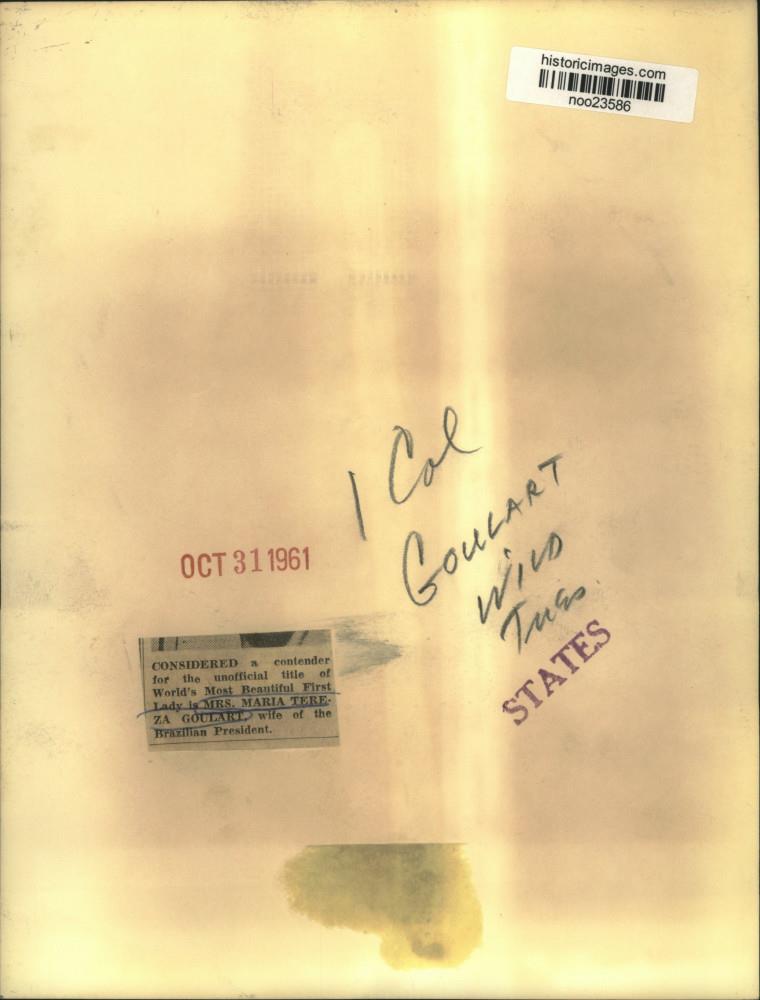 historicimages.com
noo23586
1 Col
GOULART
WILD
Tues.
OCT 31 1961
STATES
CONSIDERED a contender
for the unofficial title of
World's Most Beautiful First
Lady is MRS. MARIA TERE-
ZA GOULART, wife of the
Brazilian President.